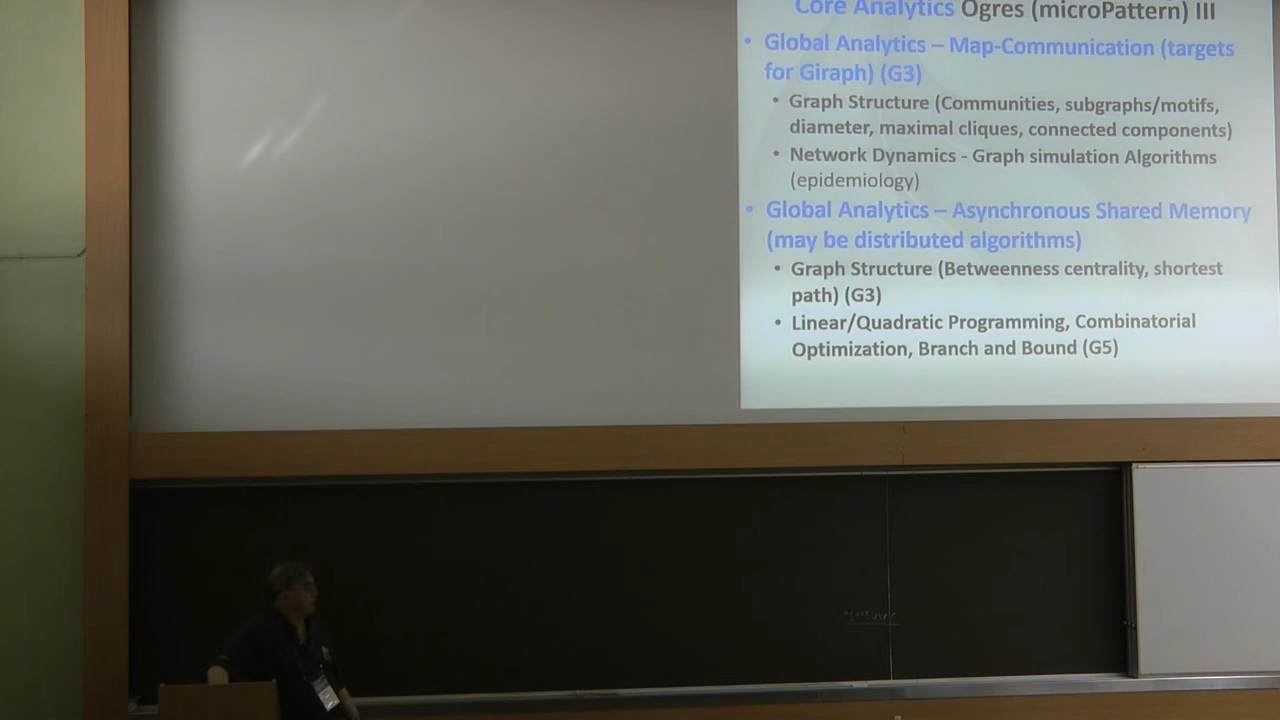 Core Analytics Ogres (microPattern) III
• Global Analytics – Map-Communication (targets
for Giraph) (G3)
• Graph Structure (Communities, subgraphs/motifs,
diameter, maximal cliques, connected components)
• Network Dynamics - Graph simulation Algorithms
(epidemiology)
• Global Analytics – Asynchronous Shared Memory
(may be distributed algorithms)
• Graph Structure (Betweenness centrality, shortest
path) (G3)
• Linear/Quadratic Programming, Combinatorial
Optimization, Branch and Bound (G5)